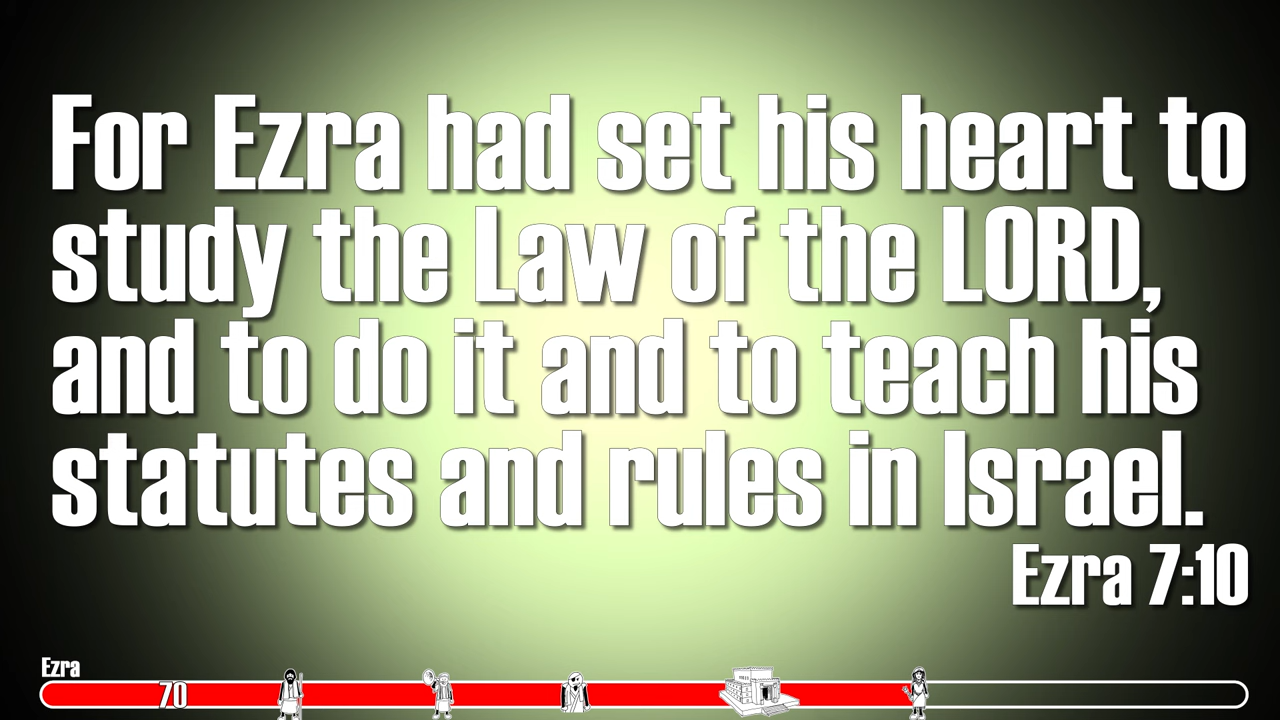 For Ezra had set his heart to
study the Law of the LORD,
and to do it and to teach his
statutes and rules in Israel.
Ezra 7:10
Ezra
70